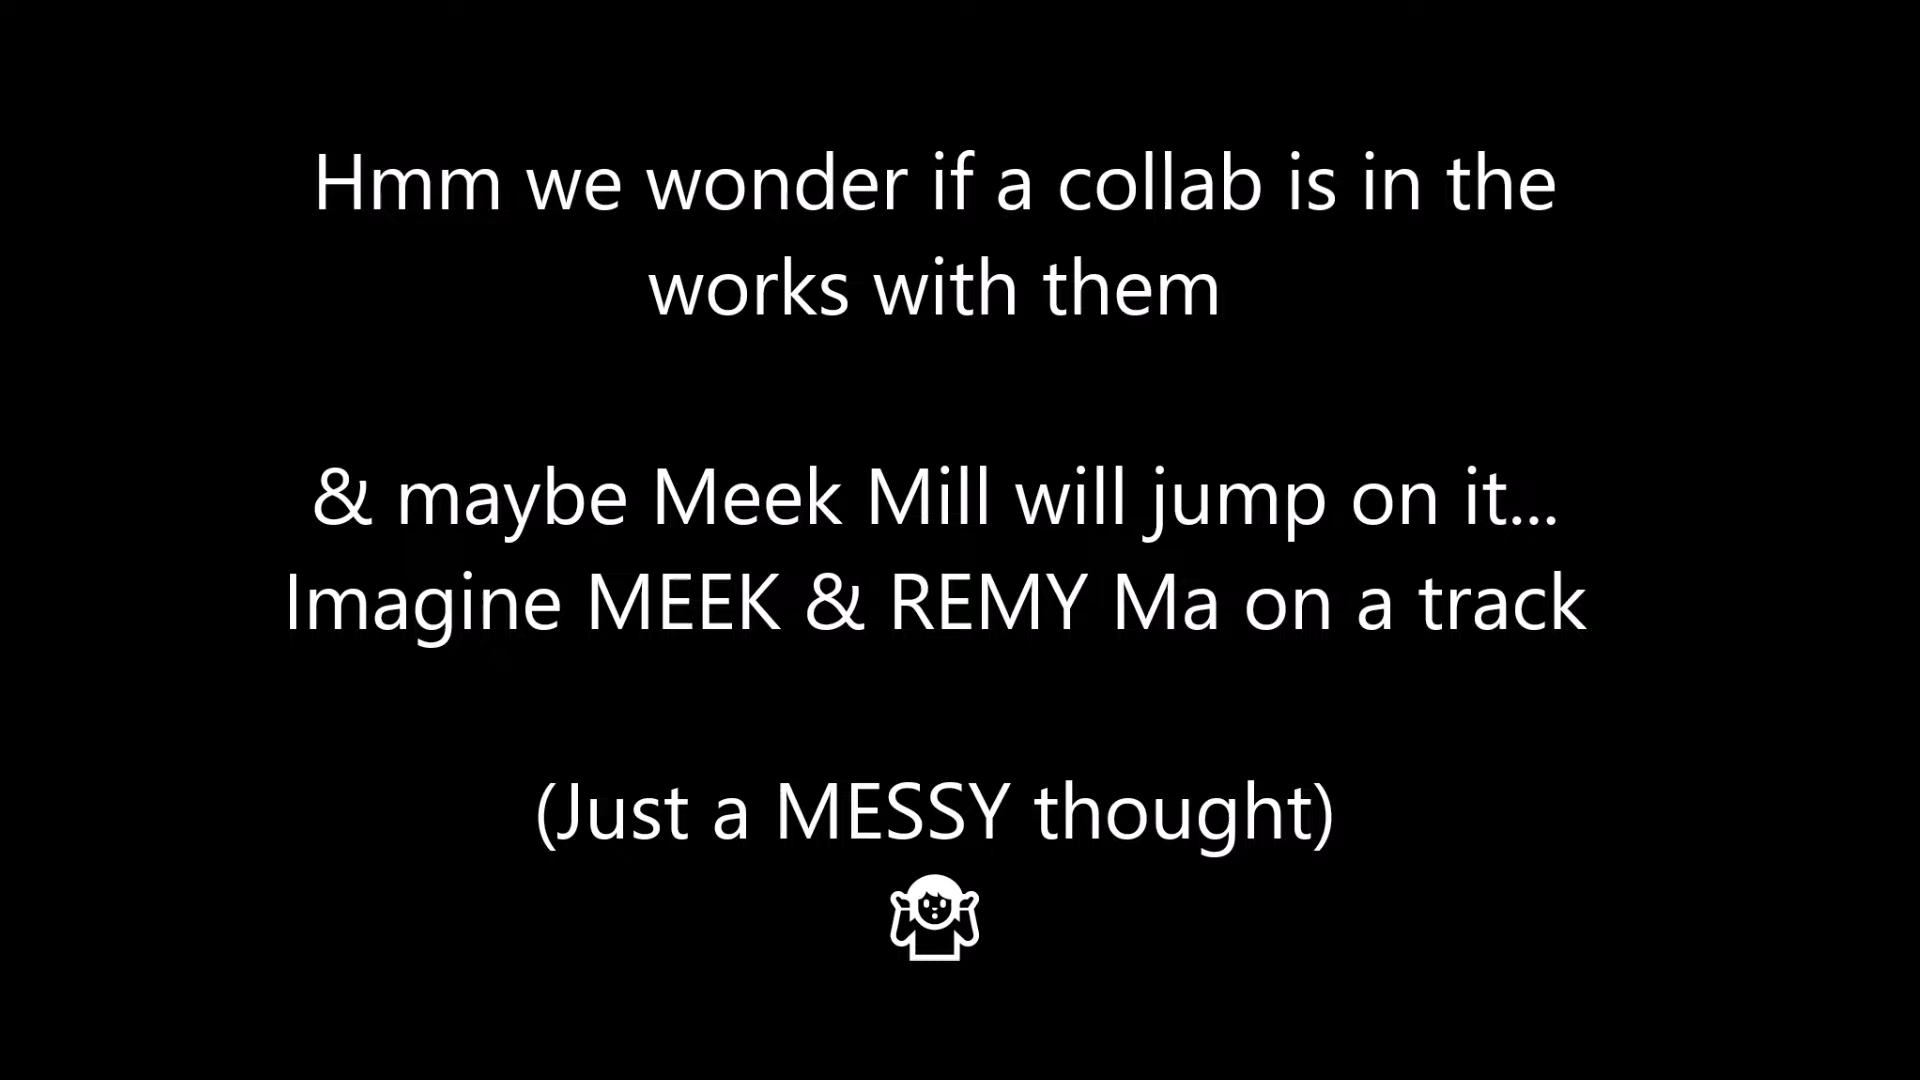 Hmm we wonder if a collab is in the
works with them
& maybe Meek Mill will jump on it...
Imagine MEEK & REMY Ma on a track
(Just a MESSY thought)